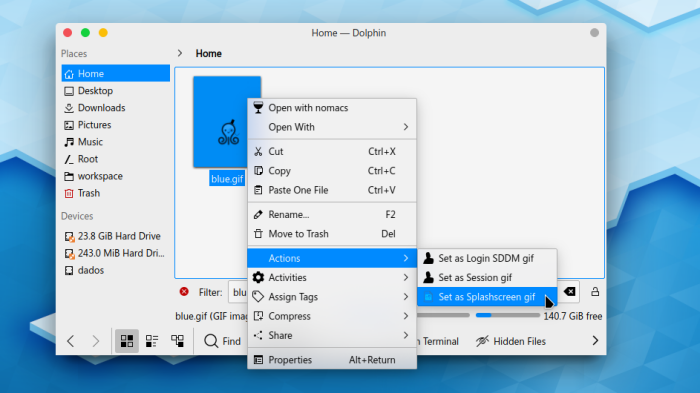 Home — Dolphin
Places
Home
Home
Desktop
Downloads
Pictures
Music
Root
workspace
Trash
Devices
23.8 GiB Hard Drive
243.0 MiB Hard Dri...
dados
blue.gif
Open with nomacs
Open With
Cut Ctrl+X
Copy Ctrl+C
Paste One File Ctrl+V
Rename... F2
Move to Trash Del
Actions
Activities
Assign Tags
Compress
Share
Properties Alt+Return
Set as Login SDDM gif
Set as Session gif
Set as Splashscreen gif
Filter: blu
blue.gif (GIF imag
140.7 GiB free
Find
Terminal
Hidden Files